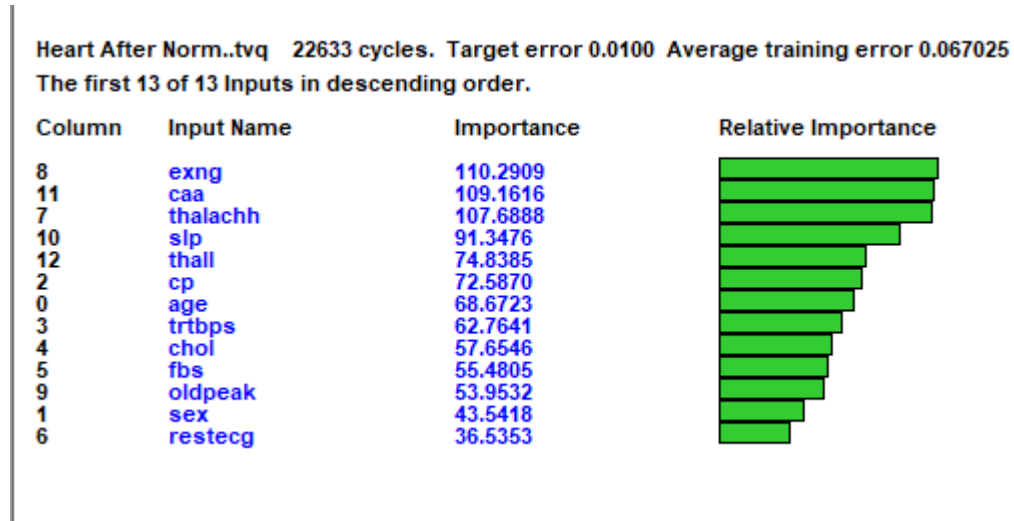 Heart After Norm..tvq 22633 cycles. Target error 0.0100 Average training error 0.067025
The first 13 of 13 Inputs in descending order.
Column Input Name Importance Relative Importance
8 exng 110.2909
11 caa 109.1616
7 thalachh 107.6888
10 slp 91.3476
12 thall 74.8385
2 cp 72.5870
0 age 68.6723
3 trtbps 62.7641
4 chol 57.6546
5 fbs 55.4805
9 oldpeak 53.9532
1 sex 43.5418
6 restecg 36.5353